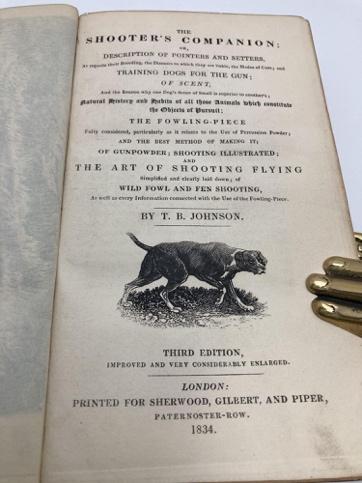 THE
SHOOTER'S COMPANION;
OR,
DESCRIPTION OF POINTERS AND SETTERS,
As regards their Breeding, the Diseases to which they are liable, the Modes of Cure; and
TRAINING DOGS FOR THE GUN;
OF SCENT,
And the Reason why one Dog's Sense of Smell is superior to another's;
Natural History and Habits of all those Animals which constitute
the Objects of Pursuit;
THE FOWLING-PIECE
Fully considered, particularly as it relates to the Use of Percussion Powder;
AND THE BEST METHOD OF MAKING IT;
OF GUNPOWDER; SHOOTING ILLUSTRATED;
AND
THE ART OF SHOOTING FLYING
Simplified and clearly laid down; of
WILD FOWL AND FEN SHOOTING,
As well as every Information connected with the Use of the Fowling-Piece.
BY T. B. JOHNSON.
THIRD EDITION,
IMPROVED AND VERY CONSIDERABLY ENLARGED.
LONDON:
PRINTED FOR SHERWOOD, GILBERT, AND PIPER,
PATERNOSTER-ROW.
1834.